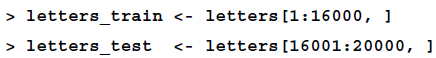 > letters_train <- letters[1:16000, ]
> letters_test  <- letters[16001:20000, ]